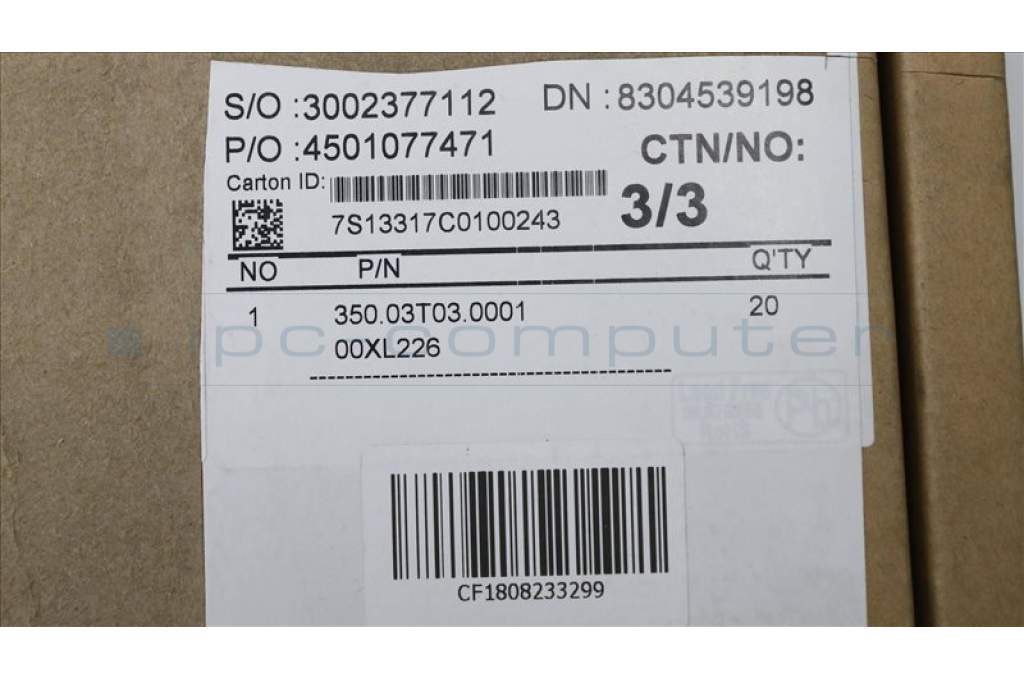 S/O :3002377112 DN :8304539198
P/O :4501077471 CTN/NO:
Carton ID: 3/3
7S13317C0100243
NO P/N Q'TY
1 350.03T03.0001 20
00XL226
ipc computer
CF1808233299